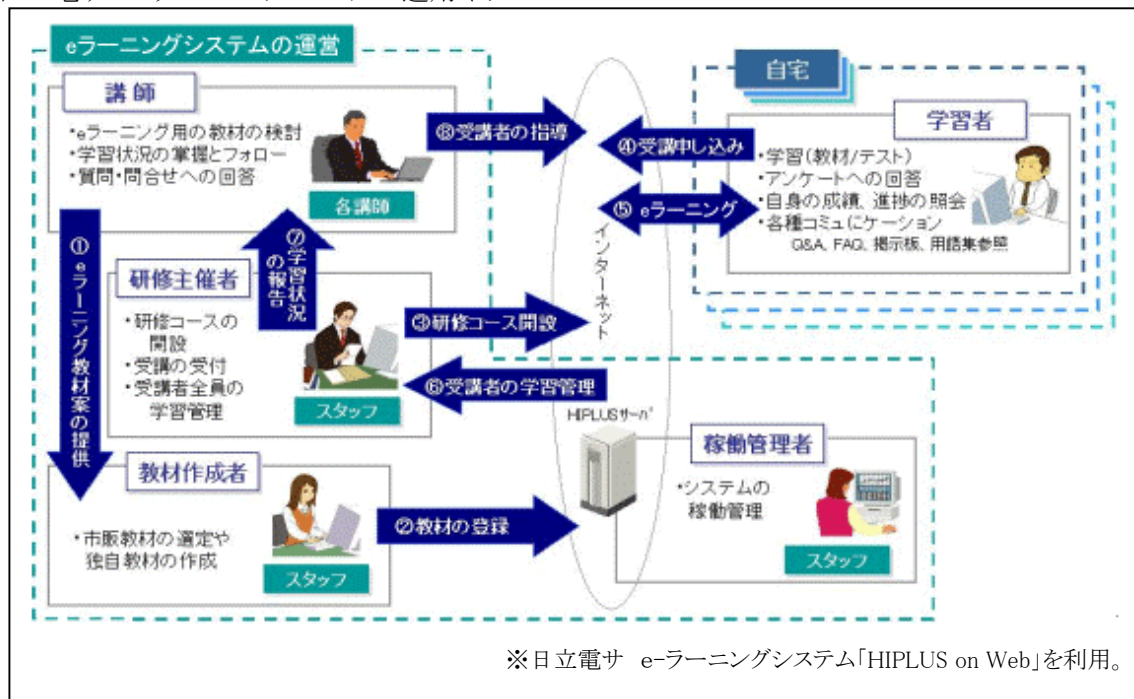 eラーニングシステムの運営
講師
・eラーニング用の教材の検討
・学習状況の掌握とフォロー
・質問・問合せへの回答
各講師
⑧受講者の指導
自宅
学習者
④受講申し込み
・学習(教材/テスト)
・アンケートへの回答
・自身の成績、進捗の照会
・各種コミュにケーション
Q&A、FAQ、掲示板、用語集参照
⑤ eラーニング
インターネット
① eラーニング教材案の提供
⑦学習状況
の報告
研修主催者
・研修コースの
開設
・受講の受付
・受講者全員の
学習管理
スタッフ
③研修コース開設
⑥受講者の学習管理
HIPLUSサーバ
教材作成者
・市販教材の選定や
独自教材の作成
スタッフ
②教材の登録
稼働管理者
・システムの
稼働管理
スタッフ
※日立電サ e-ラーニングシステム「HIPLUS on Web」を利用。